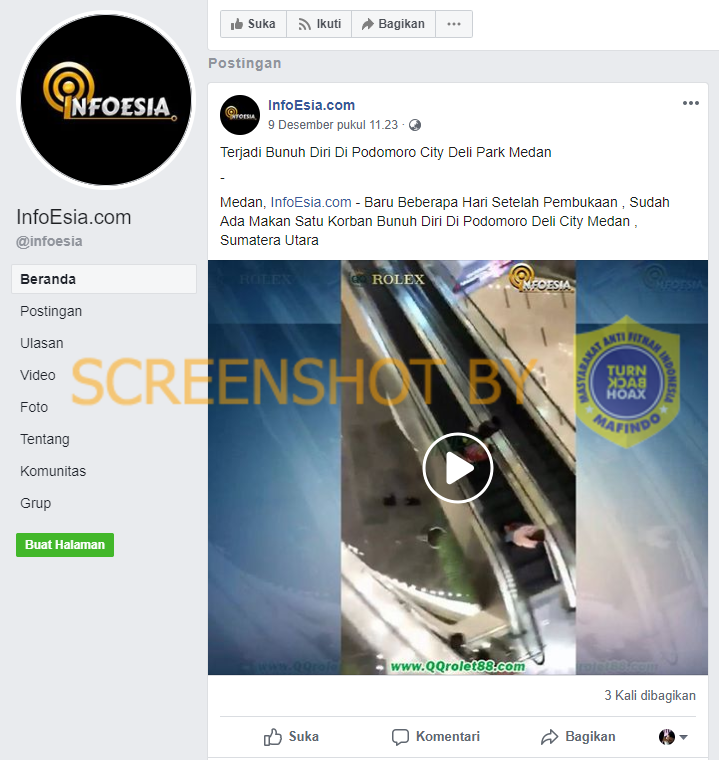 Suka
Ikuti
Bagikan
Postingan
InfoEsia.com
9 Desember pukul 11.23 ·
Terjadi Bunuh Diri Di Podomoro City Deli Park Medan
-
Medan, InfoEsia.com - Baru Beberapa Hari Setelah Pembukaan , Sudah
Ada Makan Satu Korban Bunuh Diri Di Podomoro Deli City Medan ,
Sumatera Utara
INFOESIA
InfoEsia.com
@infoesia
Beranda
Postingan
Ulasan
Video
Foto
Tentang
Komunitas
Grup
Buat Halaman
ROLEX
ROLEX
INFOESIA
SCREENSHOT BY
MASYARAKAT ANTI FITNAH INDONESIA
TURN
BACK
HOAX
MAFINDO
www.QQrolet88.com
3 Kali dibagikan
Suka
Komentari
Bagikan